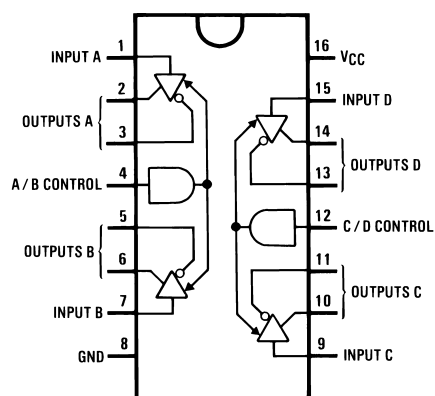 1
INPUT A
2
OUTPUTS A
3
4
A/B CONTROL
5
OUTPUTS B
6
7
INPUT B
8
GND
16
VCC
15
INPUT D
14
OUTPUTS D
13
12
C/D CONTROL
11
OUTPUTS C
10
9
INPUT C